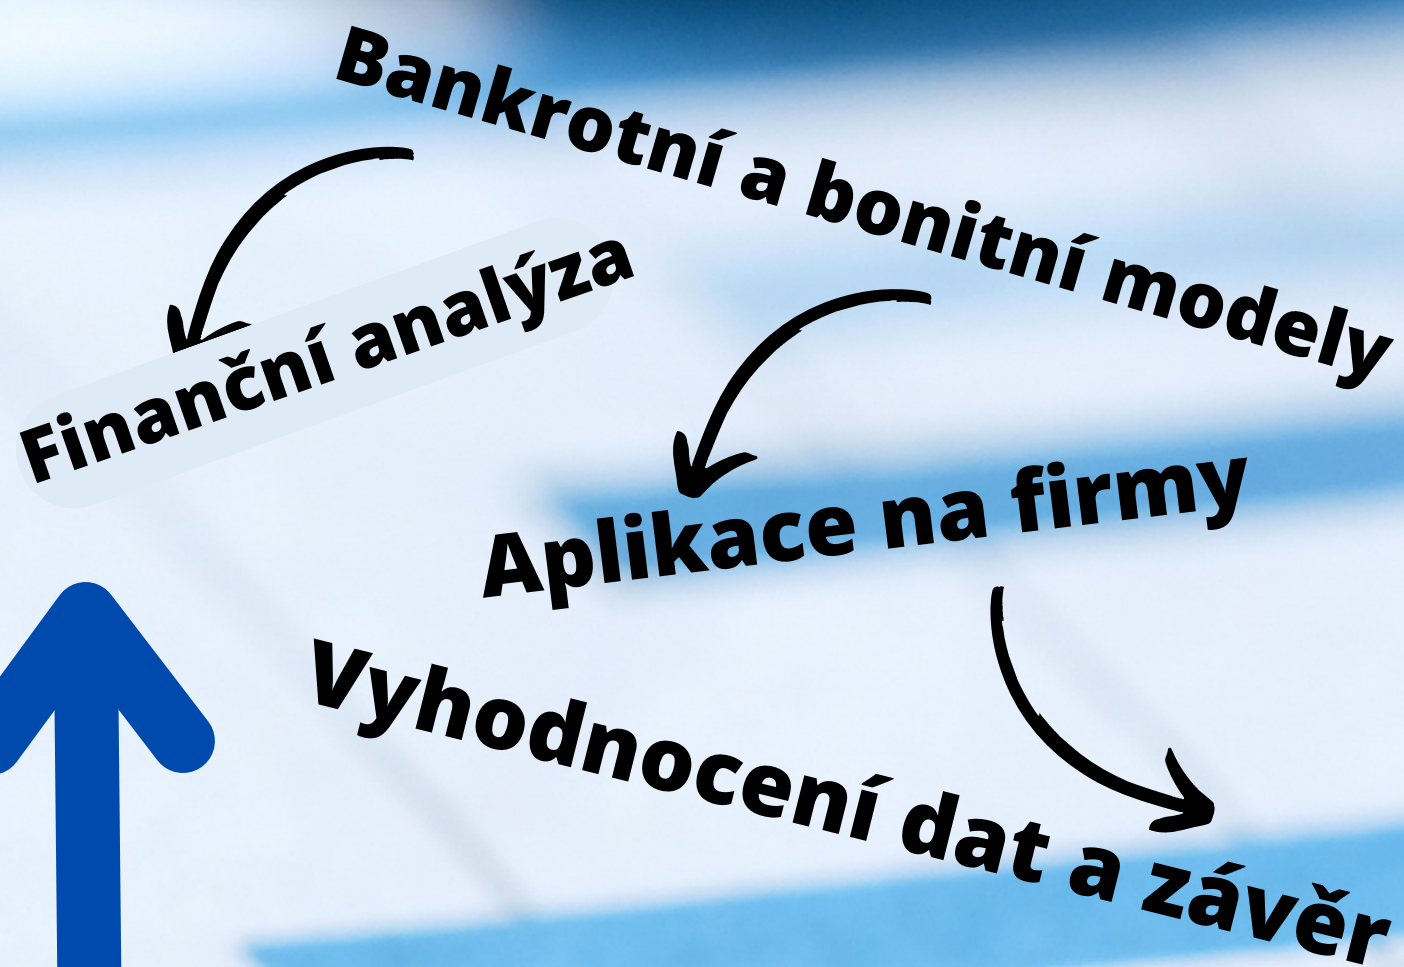 Bankrotní a bonitní modely
Finanční analýza
Aplikace na firmy
Vyhodnocení dat a závěr